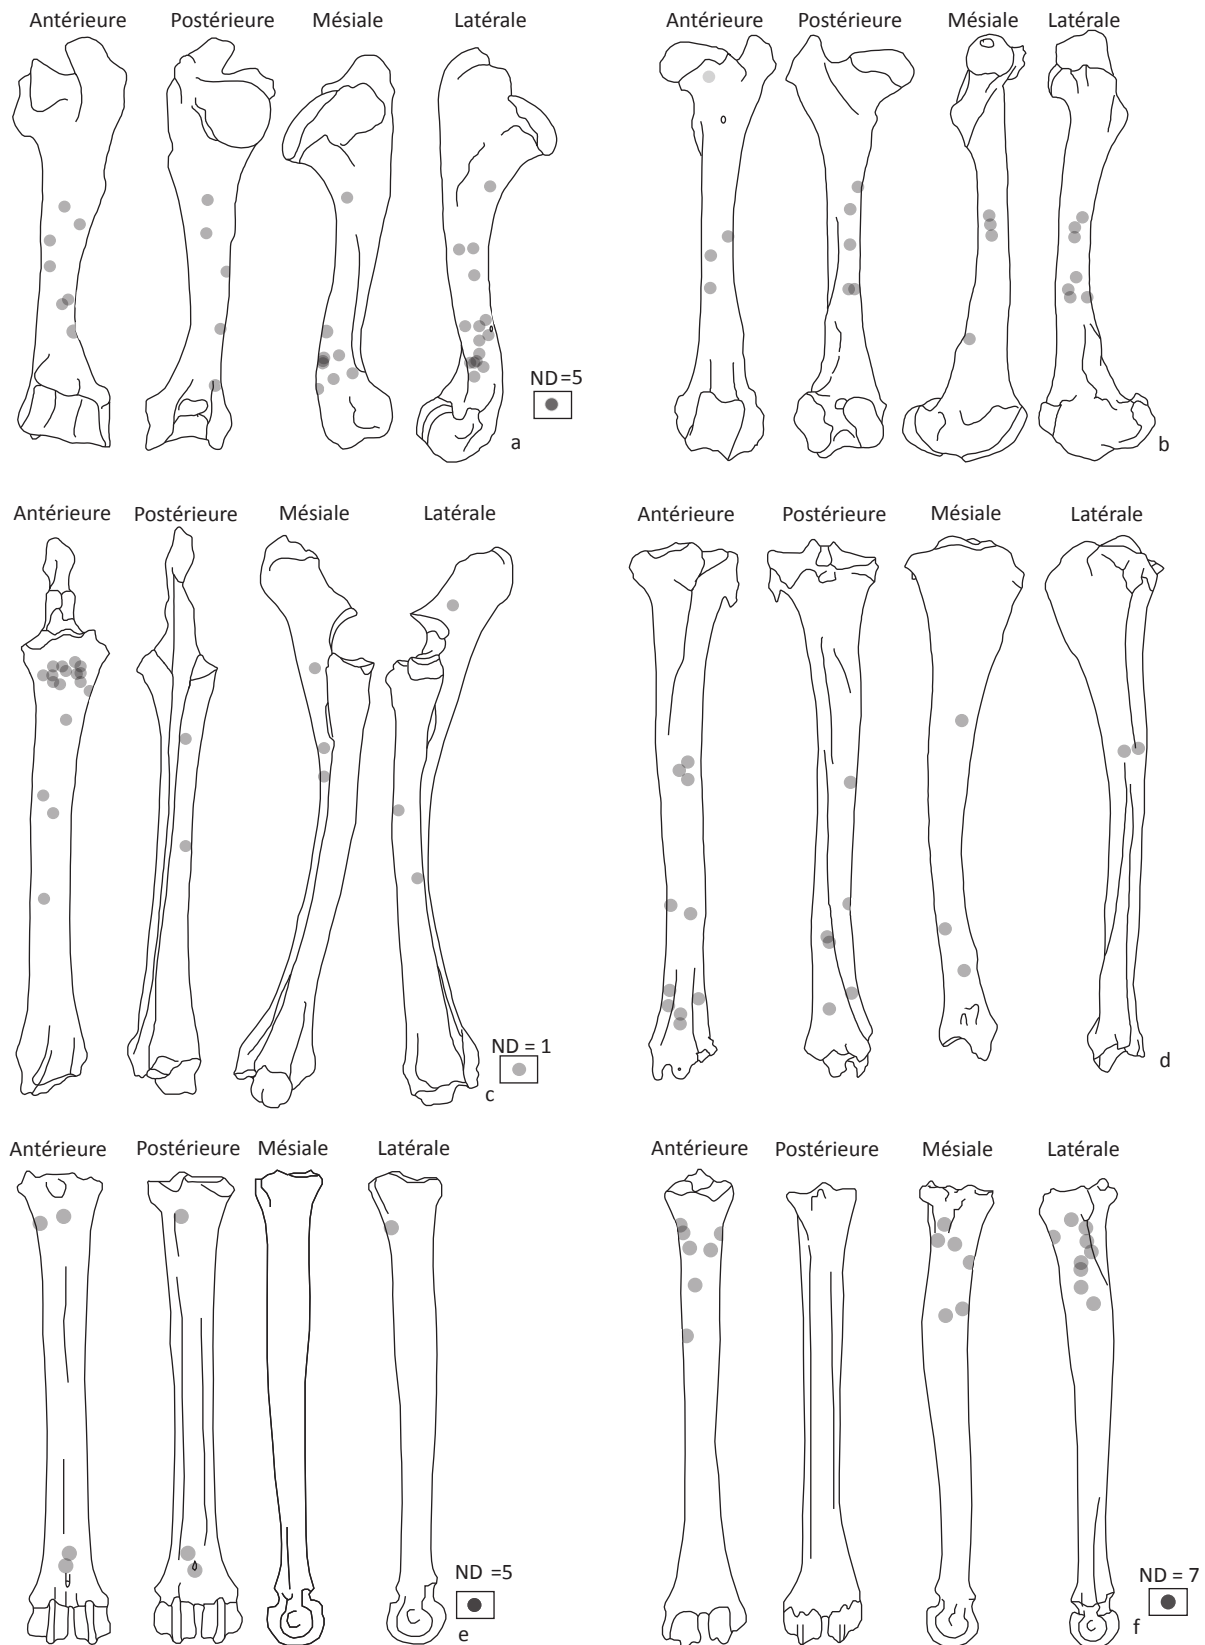 Antérieure Postérieure Mésiale Latérale
ND =5
a
Antérieure Postérieure Mésiale Latérale
b
Antérieure Postérieure Mésiale Latérale
ND = 1
c
Antérieure Postérieure Mésiale Latérale
d
Antérieure Postérieure Mésiale Latérale
ND =5
e
Antérieure Postérieure Mésiale Latérale
ND = 7
f